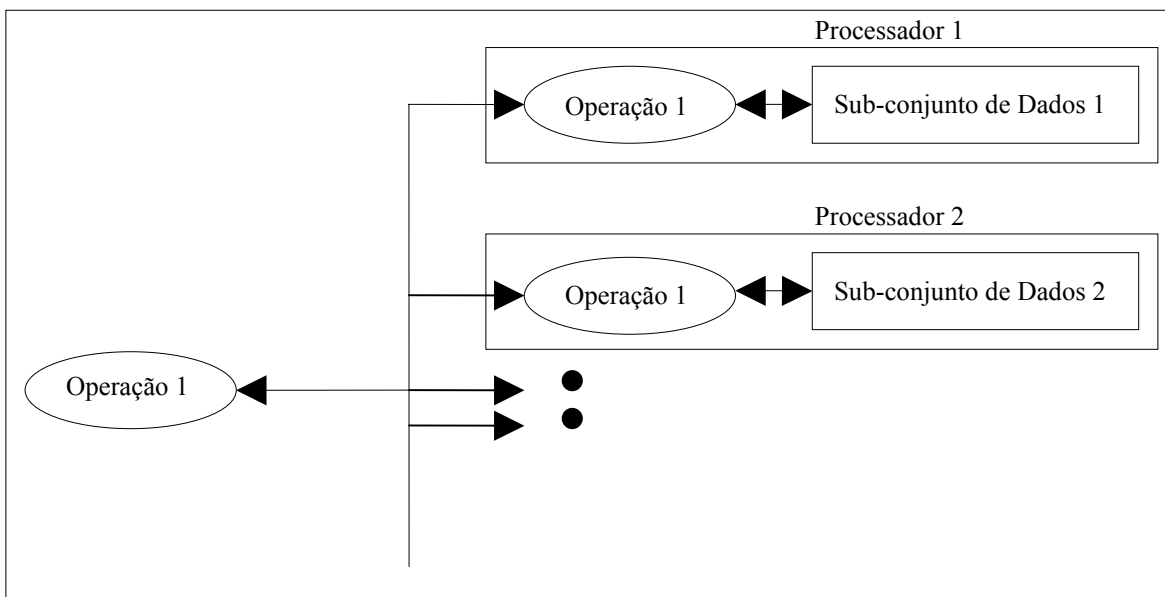 Processador 1
Operação 1
Sub-conjunto de Dados 1
Processador 2
Operação 1
Sub-conjunto de Dados 2
Operação 1